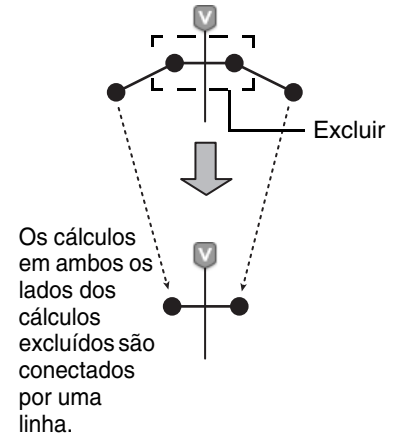 V
Excluir
V
Os cálculos
em ambos os
lados dos
cálculos
excluídos são
conectados
por uma
linha.